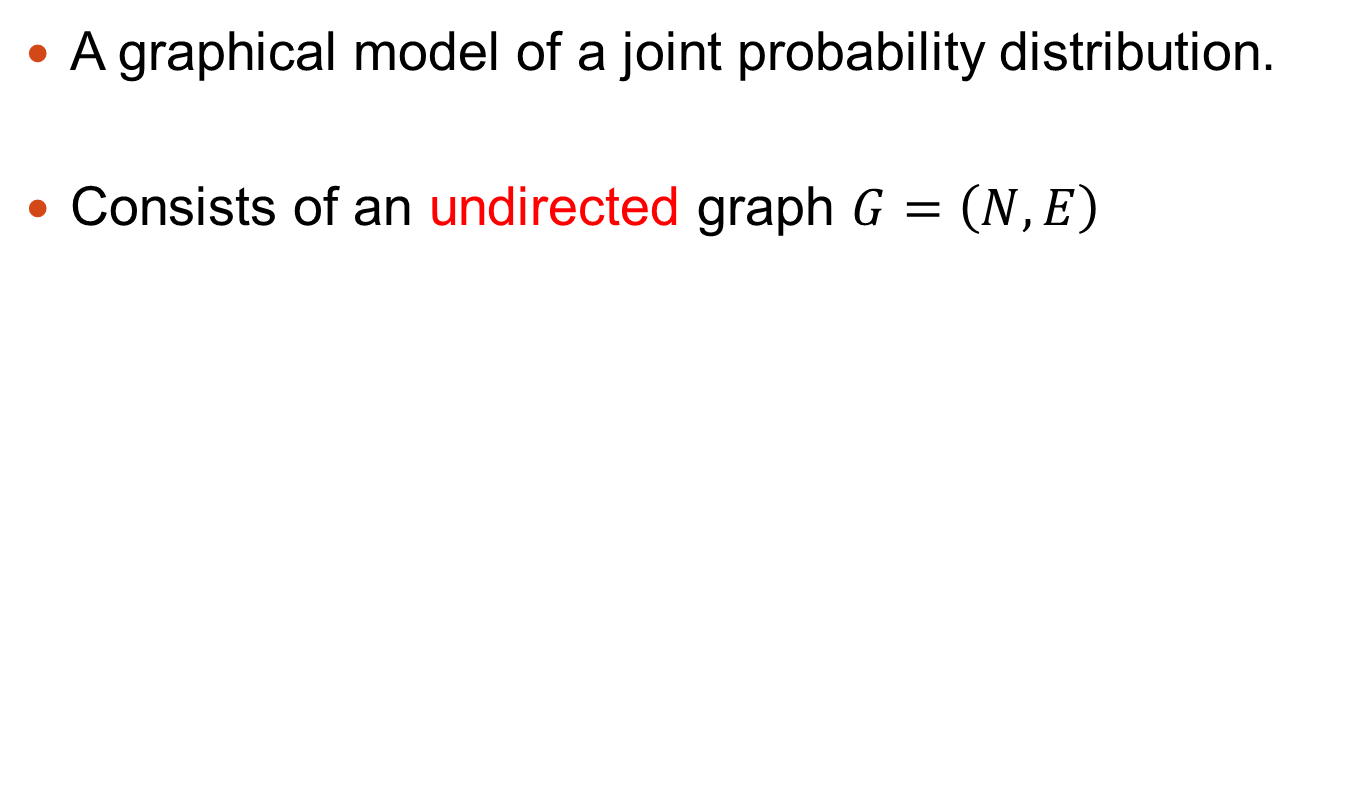 • A graphical model of a joint probability distribution.
• Consists of an undirected graph 𝐺 = (𝑁, 𝐸)